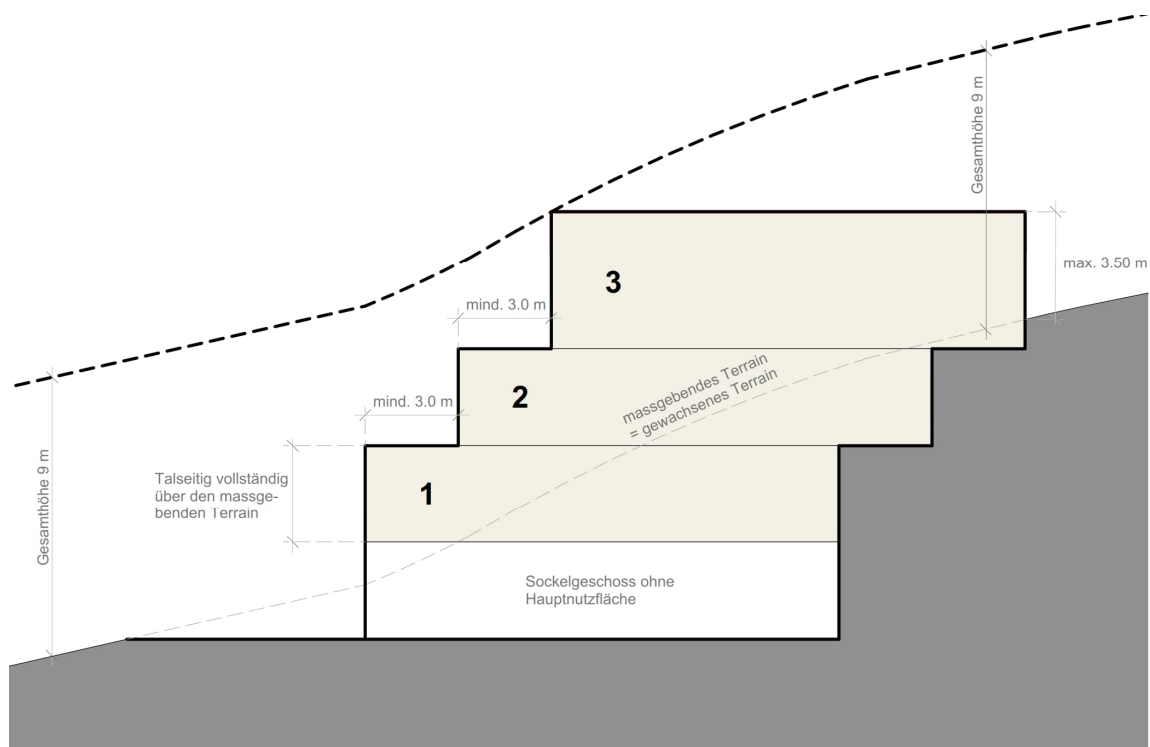 Gesamthöhe 9 m
max. 3.50 m
3
mind. 3.0 m
massgebendes Terrain
= gewachsenes Terrain
2
mind. 3.0 m
Talseitig vollständig
über den massge-
benden Terrain
1
Gesamthöhe 9 m
Sockelgeschoss ohne
Hauptnutzfläche